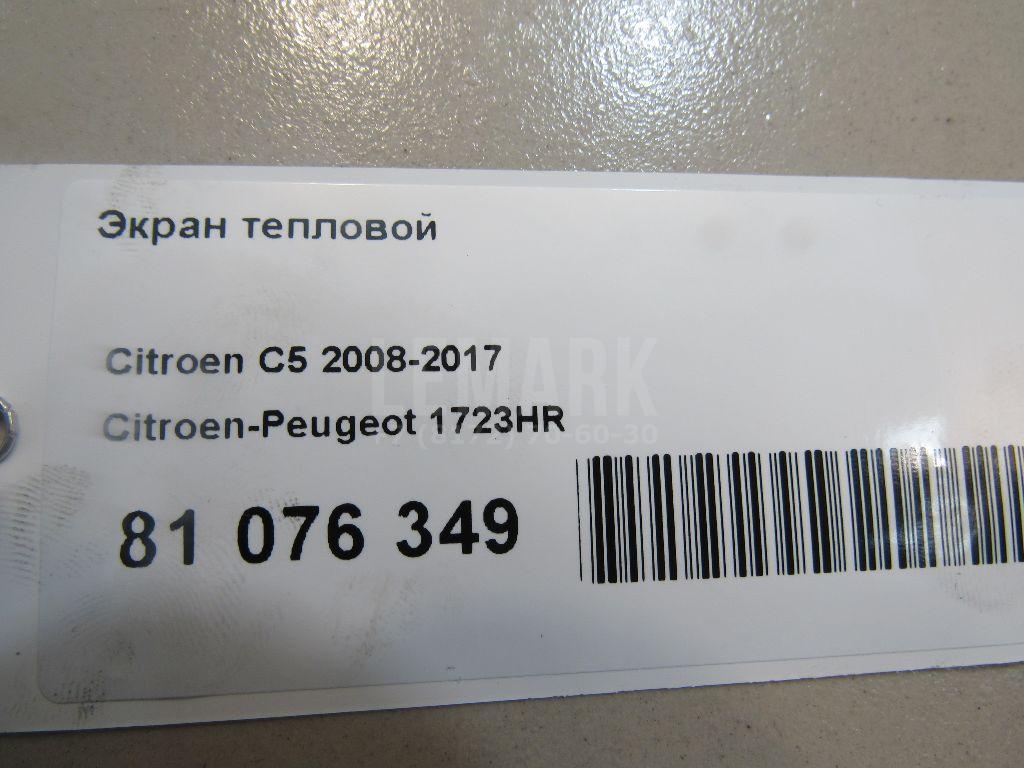 Экран тепловой
Citroen C5 2008-2017
LEMARK
Citroen-Peugeot 1723HR
81 076 349